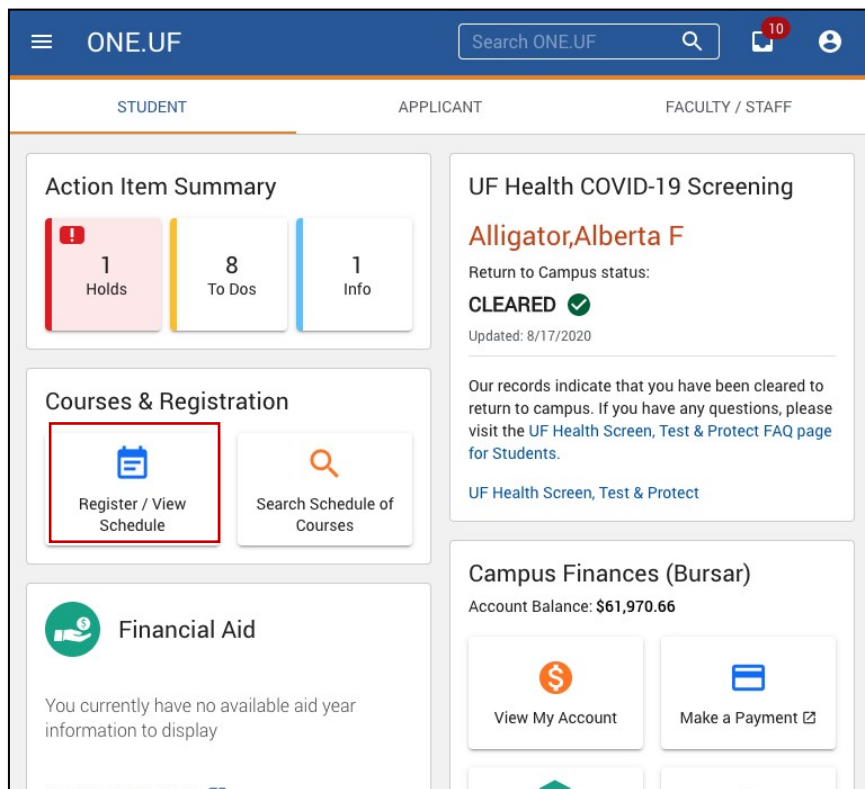 ONE.UF
Search ONE.UF
10
STUDENT
APPLICANT
FACULTY / STAFF
Action Item Summary
!
1
Holds
8
To Dos
1
Info
Courses & Registration
Register / View
Schedule
Search Schedule of
Courses
Financial Aid
You currently have no available aid year
information to display
UF Health COVID-19 Screening
Alligator,Alberta F
Return to Campus status:
CLEARED
Updated: 8/17/2020
Our records indicate that you have been cleared to
return to campus. If you have any questions, please
visit the UF Health Screen, Test & Protect FAQ page
for Students.
UF Health Screen, Test & Protect
Campus Finances (Bursar)
Account Balance: $61,970.66
$
View My Account
Make a Payment